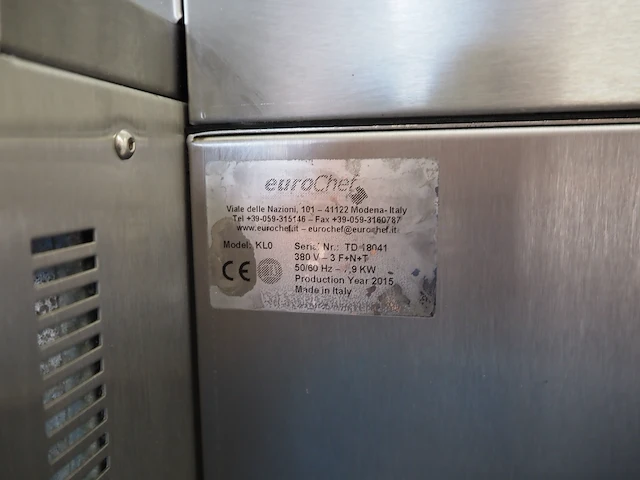 euroChef
Viale delle Nazioni, 101 – 41122 Modena- Italy
Tel +39-059-315146 – Fax +39-059-3160787
www.eurochef.it – eurochef@eurochef.it
Model: KL0 Serial Nr.: TD 18041
380 V – 3 F+N+T
50/60 Hz – .9 KW
CE Production Year 2015
Made in Italy